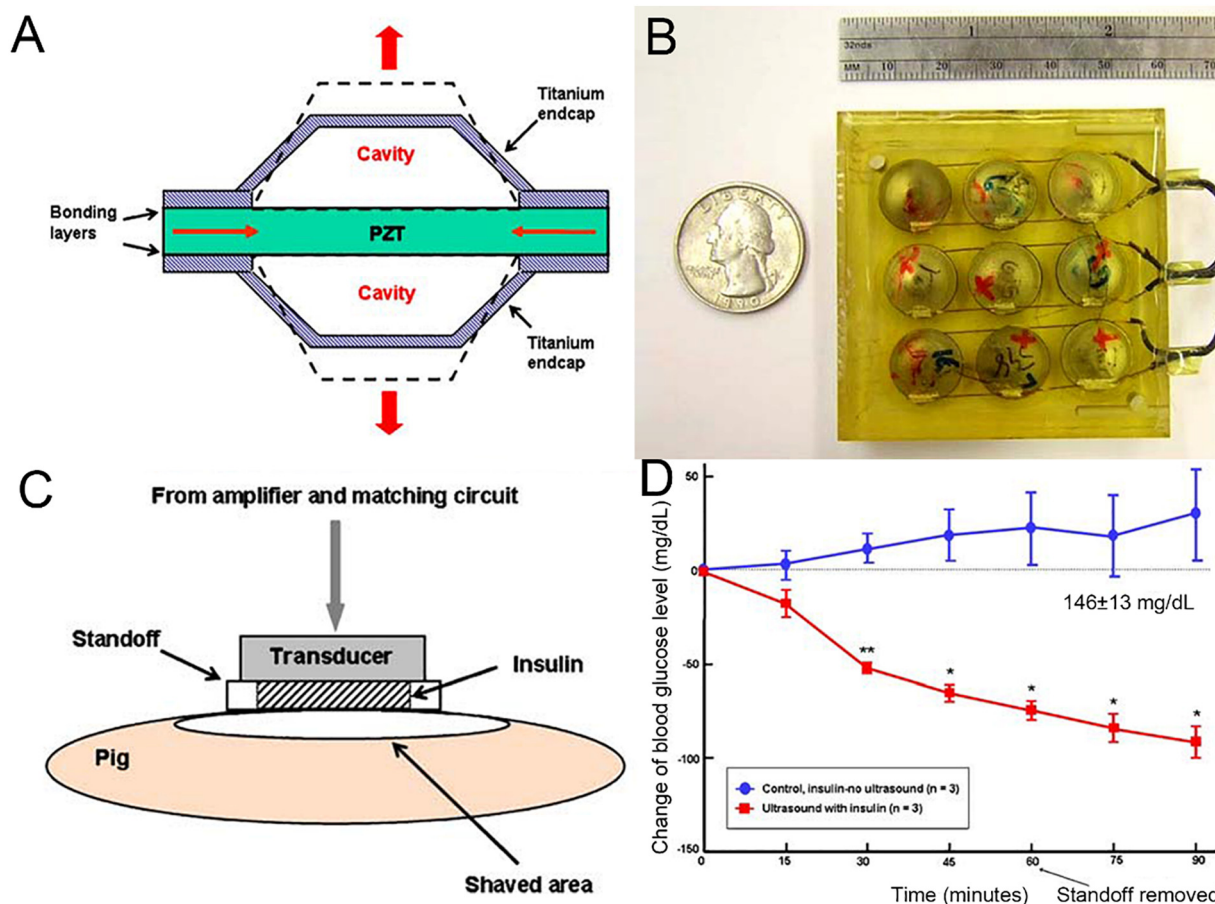 A
Titanium
endcap
Cavity
Bonding
layers
PZT
Cavity
Titanium
endcap
B
1 2
32nds
MM 10 20 30 40 50 60 70
LIBERTY
1990
C
From amplifier and matching circuit
Standoff
Transducer
Insulin
Pig
Shaved area
D
Change of blood glucose level (mg/dL)
50
0
-50
-100
-150
146±13 mg/dL
**
*
*
*
*
Control, insulin-no ultrasound (n = 3)
Ultrasound with insulin (n = 3)
0 15 30 45 60 75 90
Time (minutes)
Standoff removed